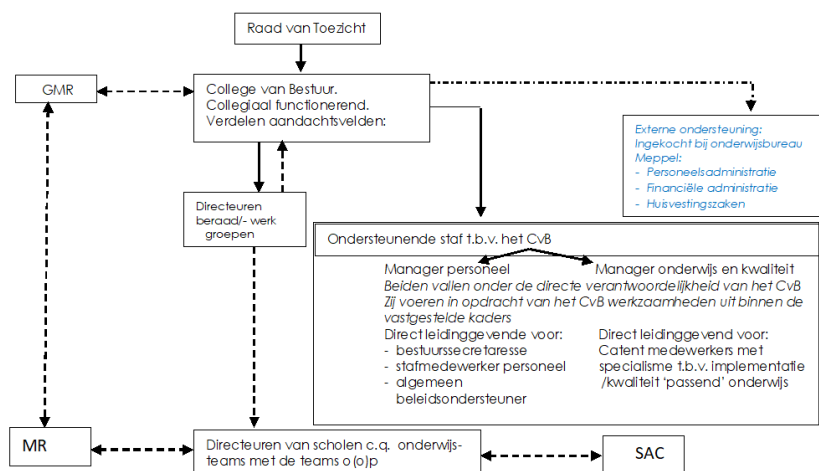 Raad van Toezicht
GMR
College van Bestuur.
Collegiaal functionerend.
Verdelen aandachtsvelden:
Externe ondersteuning:
Ingekocht bij onderwijsbureau
Meppel:
- Personeelsadministratie
- Financiële administratie
- Huisvestingszaken
Directeuren
beraad/- werk
groepen
Ondersteunende staf t.b.v. het CvB
Manager personeel
Manager onderwijs en kwaliteit
Beiden vallen onder de directe verantwoordelijkheid van het CvB
Zij voeren in opdracht van het CvB werkzaamheden uit binnen de
vastgestelde kaders
Direct leidinggevende voor:
- bestuurssecretaresse
- stafmedewerker personeel
- algemeen
beleidsondersteuner
Direct leidinggevend voor:
Catent medewerkers met
specialisme t.b.v. implementatie
/kwaliteit 'passend' onderwijs
MR
Directeuren van scholen c.q. onderwijs-
teams met de teams o(o)p
SAC